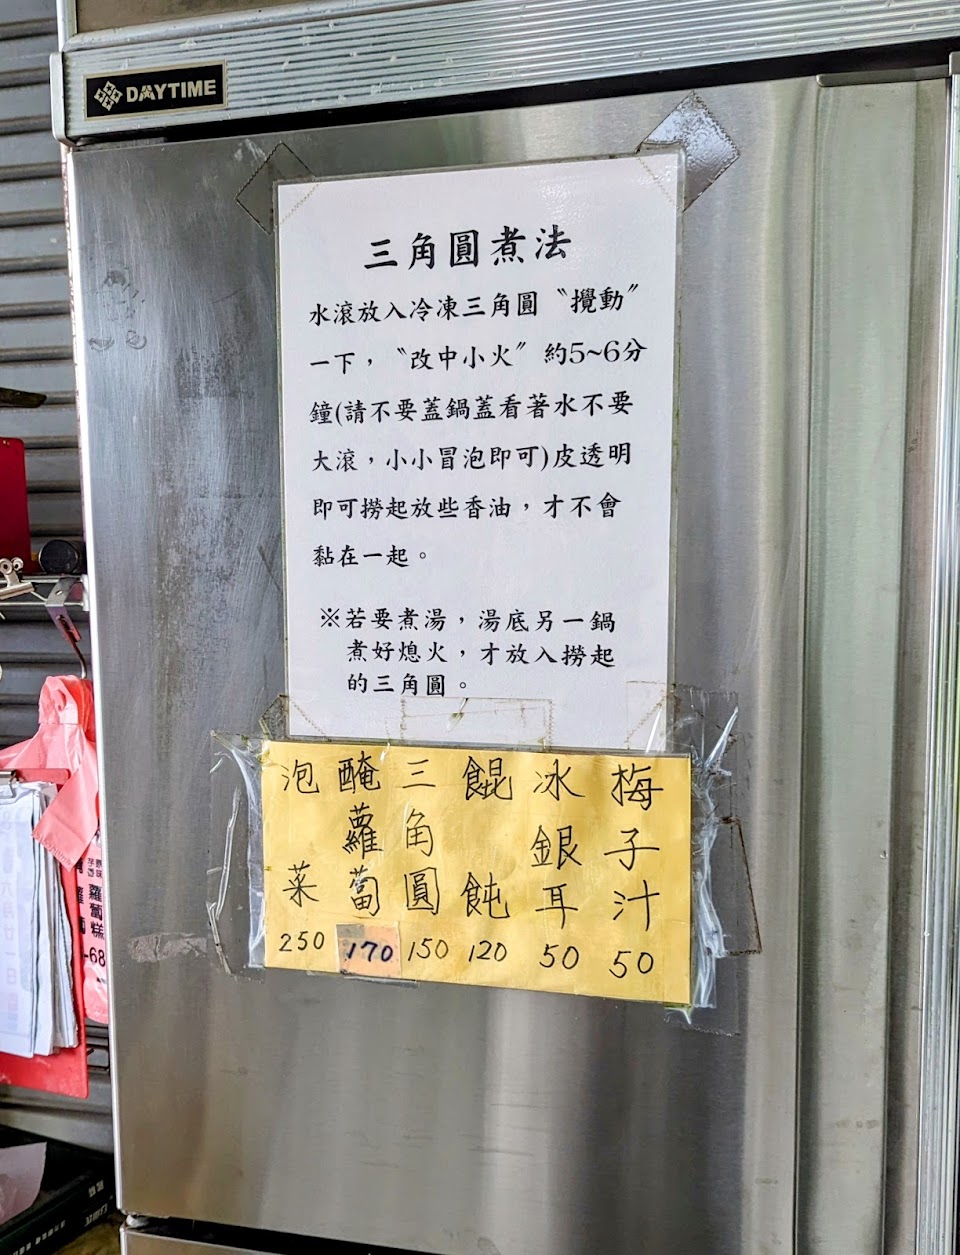 DAYTIME
三角圓煮法
水滾放入冷凍三角圓〝攪動〞
一下，〝改中小火〞約5~6分
鐘(請不要蓋鍋蓋看著水不要
大滾，小小冒泡即可)皮透明
即可撈起放些香油，才不會
黏在一起。
※若要煮湯，湯底另一鍋
煮好熄火，才放入撈起
的三角圓。
梅子汁 50
冰銀耳 50
餛飩 120
三角圓 150
醃蘿蔔 170
泡菜 250
蘿蔔糕
-68